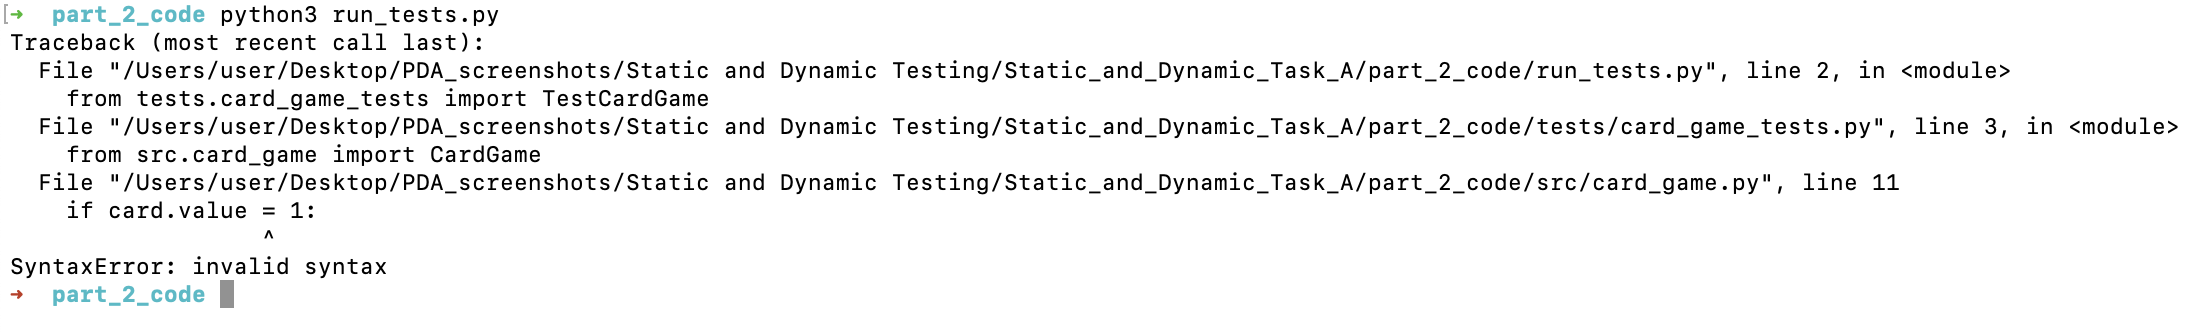 [➜  part_2_code python3 run_tests.py
Traceback (most recent call last):
  File "/Users/user/Desktop/PDA_screenshots/Static and Dynamic Testing/Static_and_Dynamic_Task_A/part_2_code/run_tests.py", line 2, in <module>
    from tests.card_game_tests import TestCardGame
  File "/Users/user/Desktop/PDA_screenshots/Static and Dynamic Testing/Static_and_Dynamic_Task_A/part_2_code/tests/card_game_tests.py", line 3, in <module>
    from src.card_game import CardGame
  File "/Users/user/Desktop/PDA_screenshots/Static and Dynamic Testing/Static_and_Dynamic_Task_A/part_2_code/src/card_game.py", line 11
    if card.value = 1:
                  ^
SyntaxError: invalid syntax
➜  part_2_code